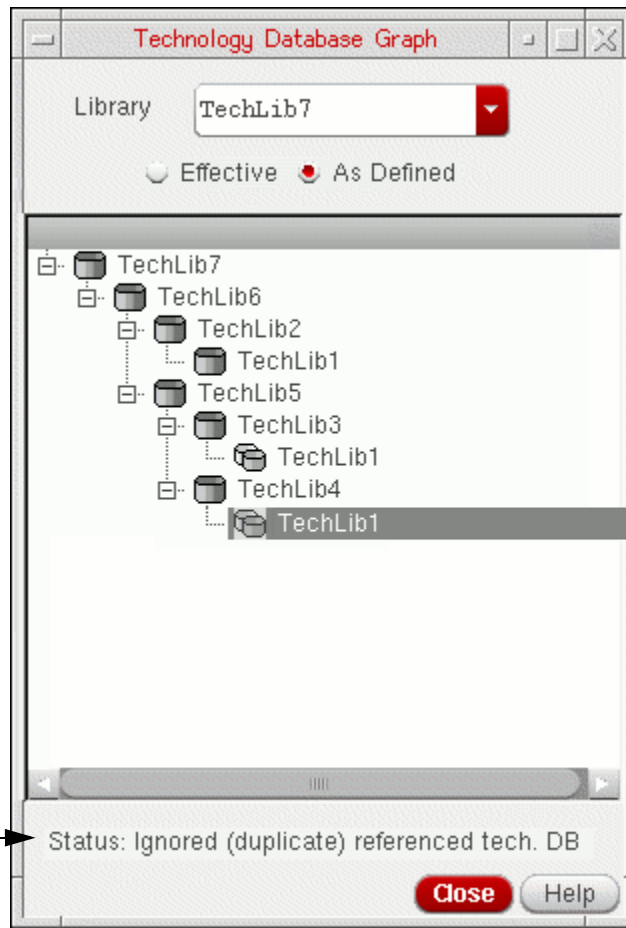 Technology Database Graph
Library TechLib7
Effective As Defined
TechLib7
TechLib6
TechLib2
TechLib1
TechLib5
TechLib3
TechLib1
TechLib4
TechLib1
Status: Ignored (duplicate) referenced tech. DB
Close Help